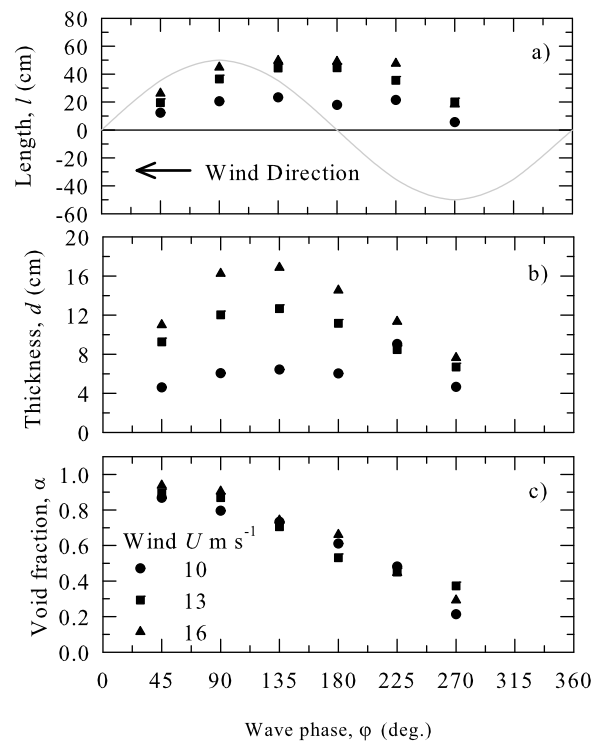 80
60
40
20
0
-20
-40
-60
Length, l (cm)
a)
Wind Direction
20
16
12
8
4
0
Thickness, d (cm)
b)
1.0
0.8
0.6
0.4
0.2
0.0
Void fraction, α
c)
Wind U m s-1
10
13
16
0 45 90 135 180 225 270 315 360
Wave phase, φ (deg.)